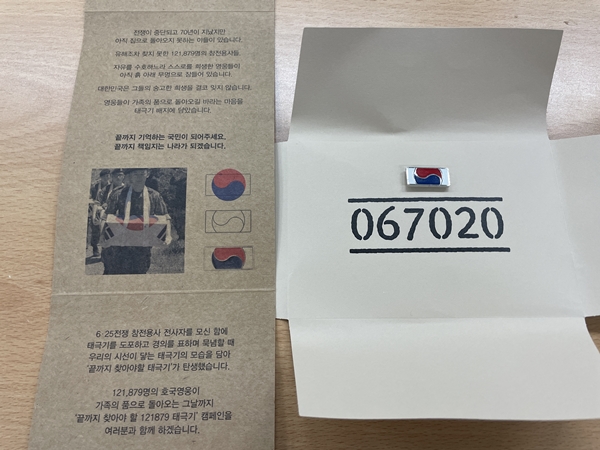 전쟁이 중단되고 70년이 지났지만
아직 집으로 돌아오지 못하는 이들이 있습니다.
유해조차 찾지 못한 121,879명의 참전용사들.
자유를 수호하느라 스스로를 희생한 영웅들이
아직 흙 아래 무명으로 잠들어 있습니다.
대한민국은 그들의 숭고한 희생을 결코 잊지 않습니다.
영웅들이 가족의 품으로 돌아오길 바라는 마음을
태극기 배지에 담았습니다.
끝까지 기억하는 국민이 되어주세요.
끝까지 책임지는 나라가 되겠습니다.
6·25전쟁 참전용사 전사자를 모신 함에
태극기를 도포하고 경의를 표하며 묵념할 때
우리의 시선이 닿는 태극기의 모습을 담아
'끝까지 찾아야할 태극기'가 탄생했습니다.
121,879명의 호국영웅이
가족의 품으로 돌아오는 그날까지
'끝까지 찾아야 할 121879 태극기' 캠페인을
여러분과 함께 하겠습니다.
067020